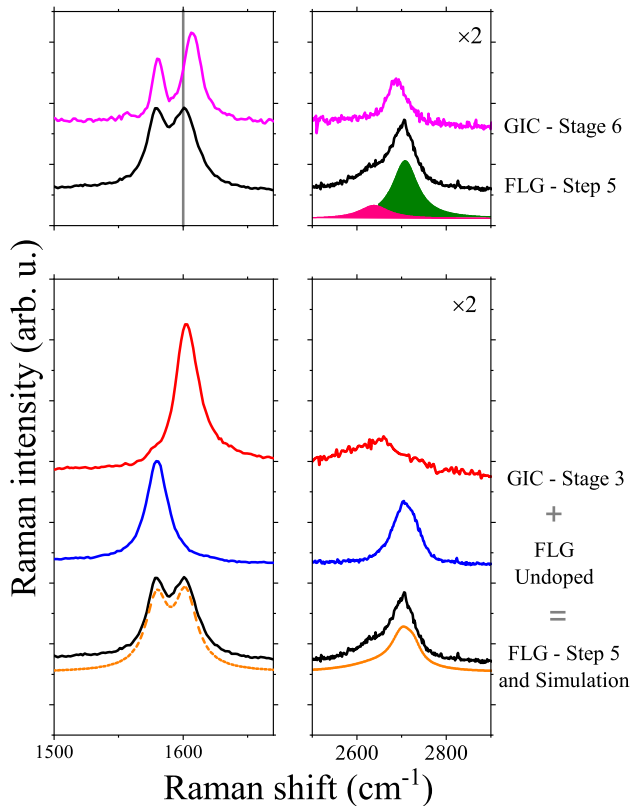 ×2
GIC - Stage 6
FLG - Step 5
×2
GIC - Stage 3
+
FLG
Undoped
=
FLG - Step 5
and Simulation
Raman intensity (arb. u.)
1500
1600
2600
2800
Raman shift (cm⁻¹)